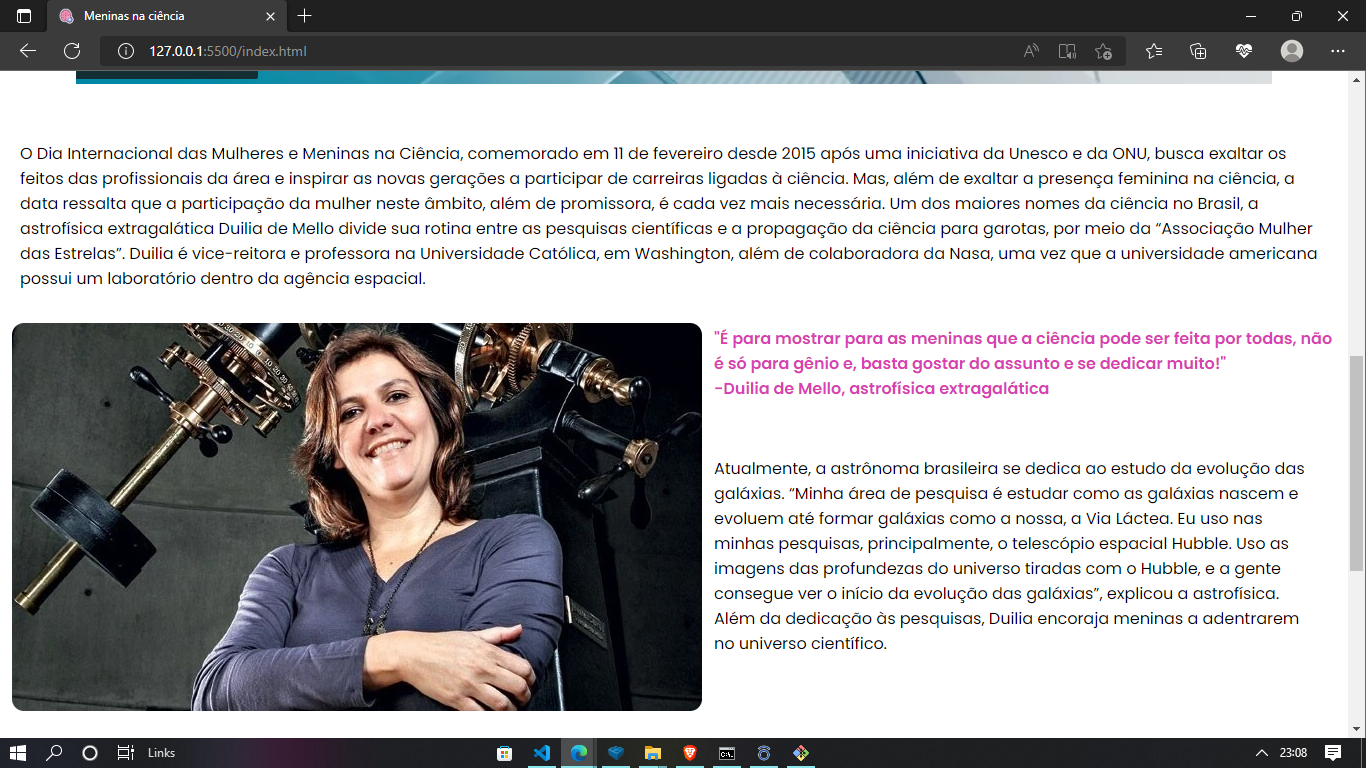 Meninas na ciência
127.0.0.1:5500/index.html
O Dia Internacional das Mulheres e Meninas na Ciência, comemorado em 11 de fevereiro desde 2015 após uma iniciativa da Unesco e da ONU, busca exaltar os
feitos das profissionais da área e inspirar as novas gerações a participar de carreiras ligadas à ciência. Mas, além de exaltar a presença feminina na ciência, a
data ressalta que a participação da mulher neste âmbito, além de promissora, é cada vez mais necessária. Um dos maiores nomes da ciência no Brasil, a
astrofísica extragalática Duilia de Mello divide sua rotina entre as pesquisas científicas e a propagação da ciência para garotas, por meio da “Associação Mulher
das Estrelas”. Duilia é vice-reitora e professora na Universidade Católica, em Washington, além de colaboradora da Nasa, uma vez que a universidade americana
possui um laboratório dentro da agência espacial.
"É para mostrar para as meninas que a ciência pode ser feita por todas, não
é só para gênio e, basta gostar do assunto e se dedicar muito!"
-Duilia de Mello, astrofísica extragalática
Atualmente, a astrônoma brasileira se dedica ao estudo da evolução das
galáxias. “Minha área de pesquisa é estudar como as galáxias nascem e
evoluem até formar galáxias como a nossa, a Via Láctea. Eu uso nas
minhas pesquisas, principalmente, o telescópio espacial Hubble. Uso as
imagens das profundezas do universo tiradas com o Hubble, e a gente
consegue ver o início da evolução das galáxias”, explicou a astrofísica.
Além da dedicação às pesquisas, Duilia encoraja meninas a adentrarem
no universo científico.
Links
23:08